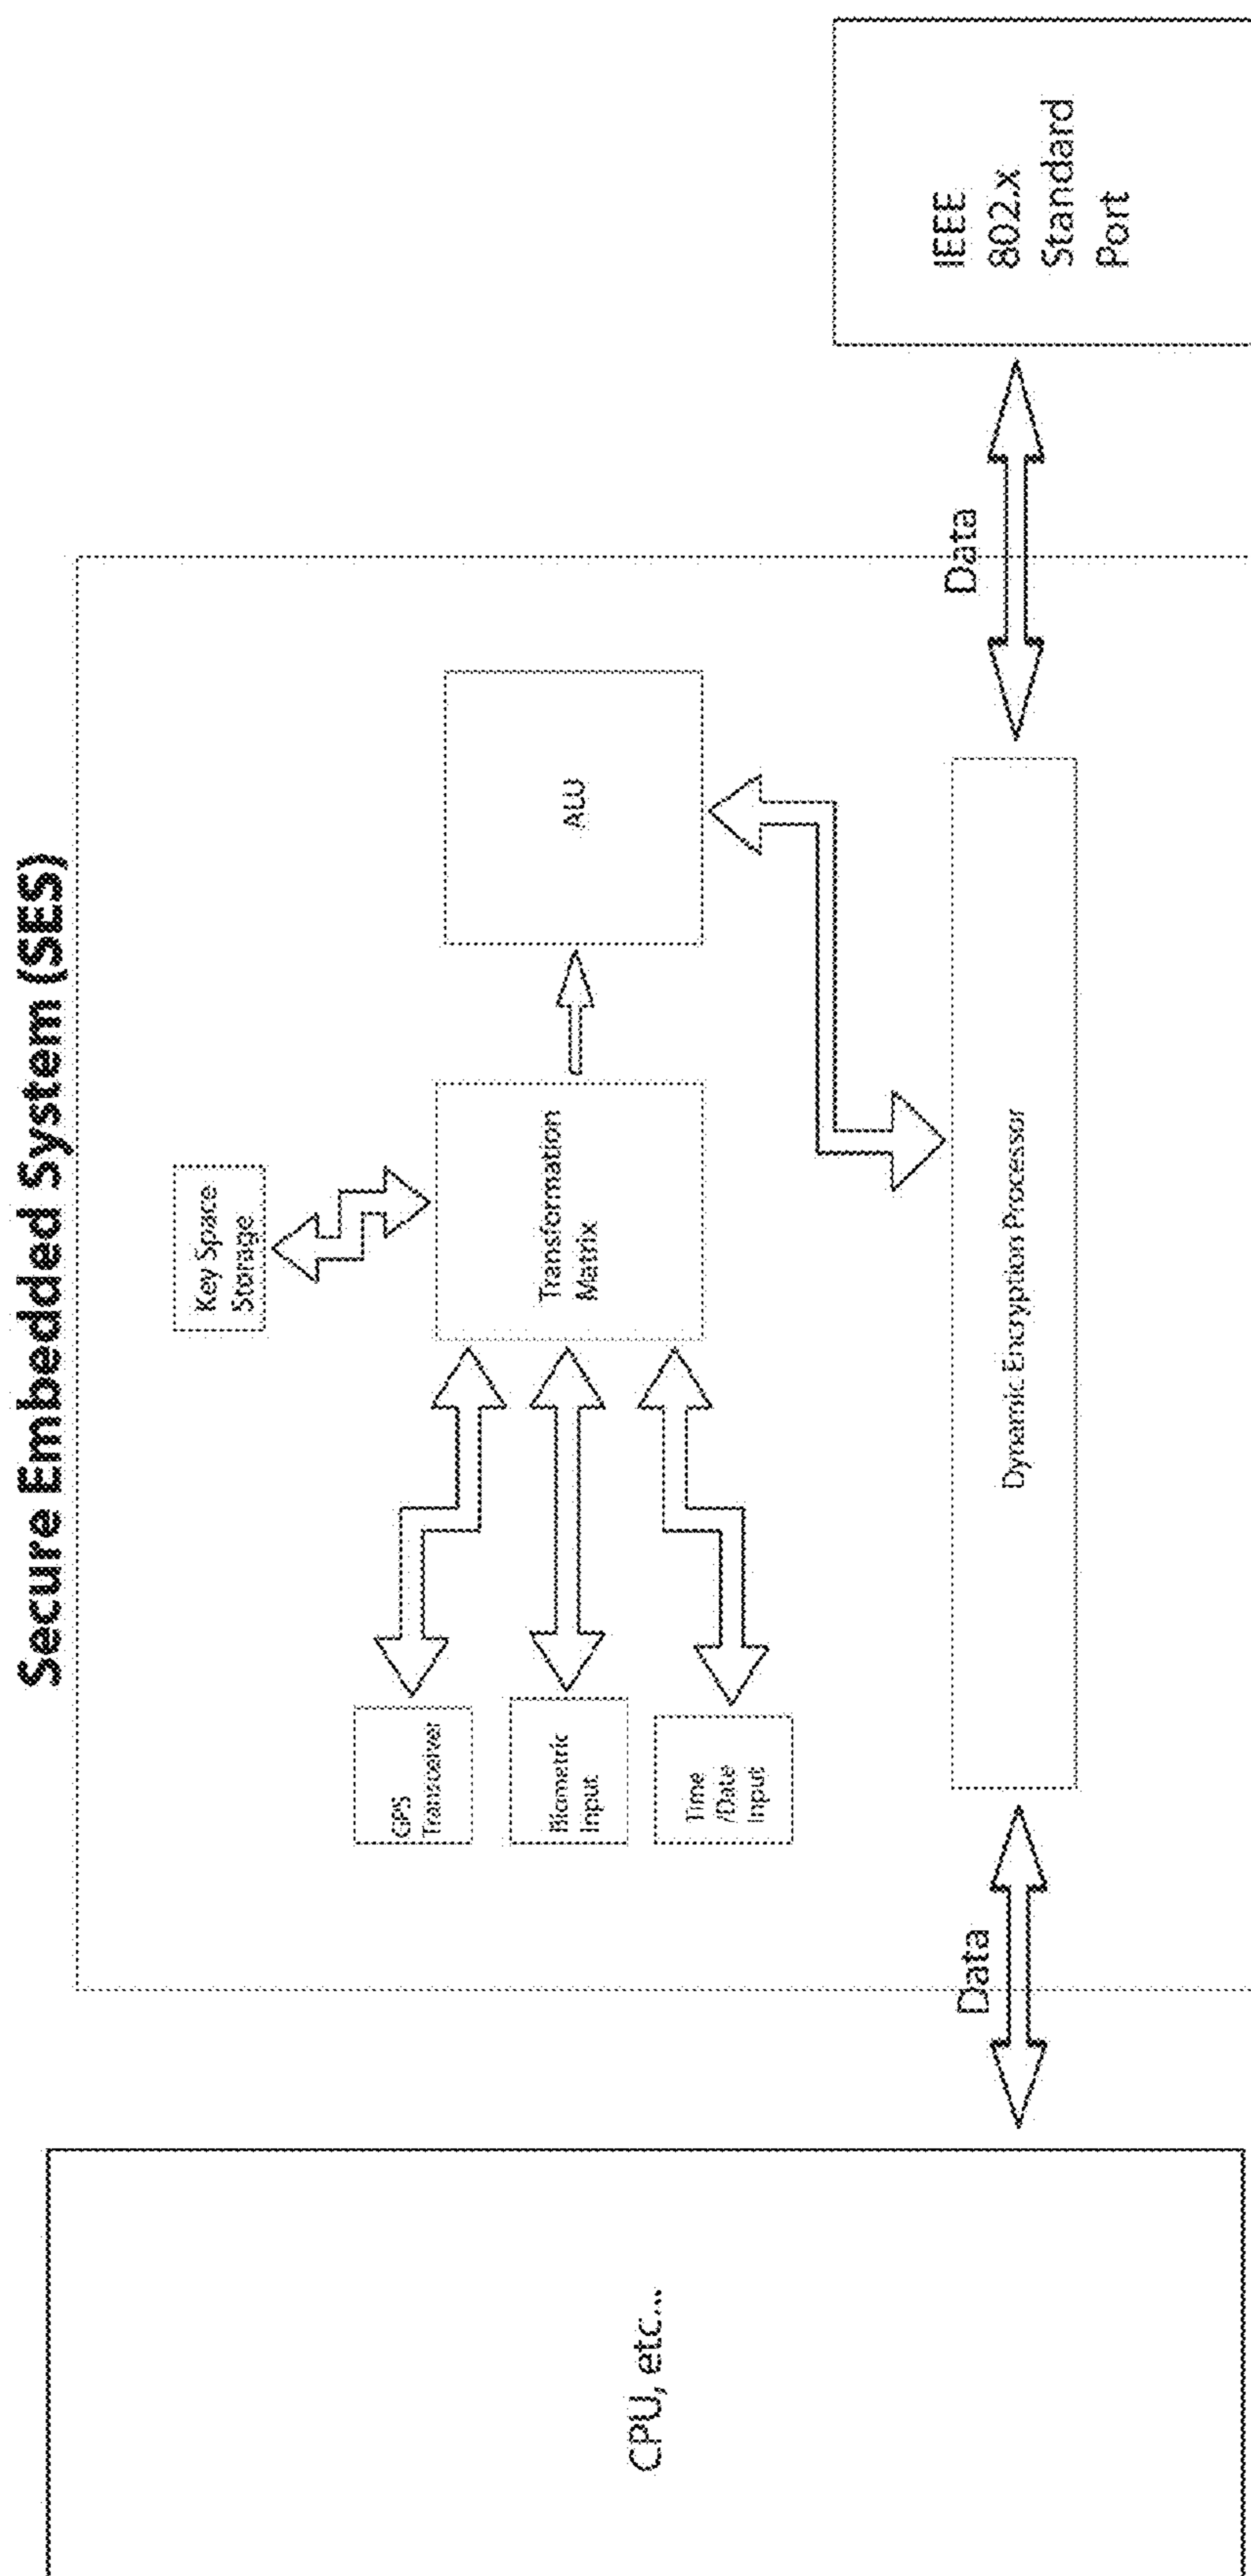 Secure Embedded System (SES)
CPU, etc...
Data
GPS
Transceiver
Biometric
Input
Time
/Date
Input
Key Space
Storage
Transformation
Matrix
ALU
Dynamic Encryption Processor
Data
IEEE
802.x
Standard
Port